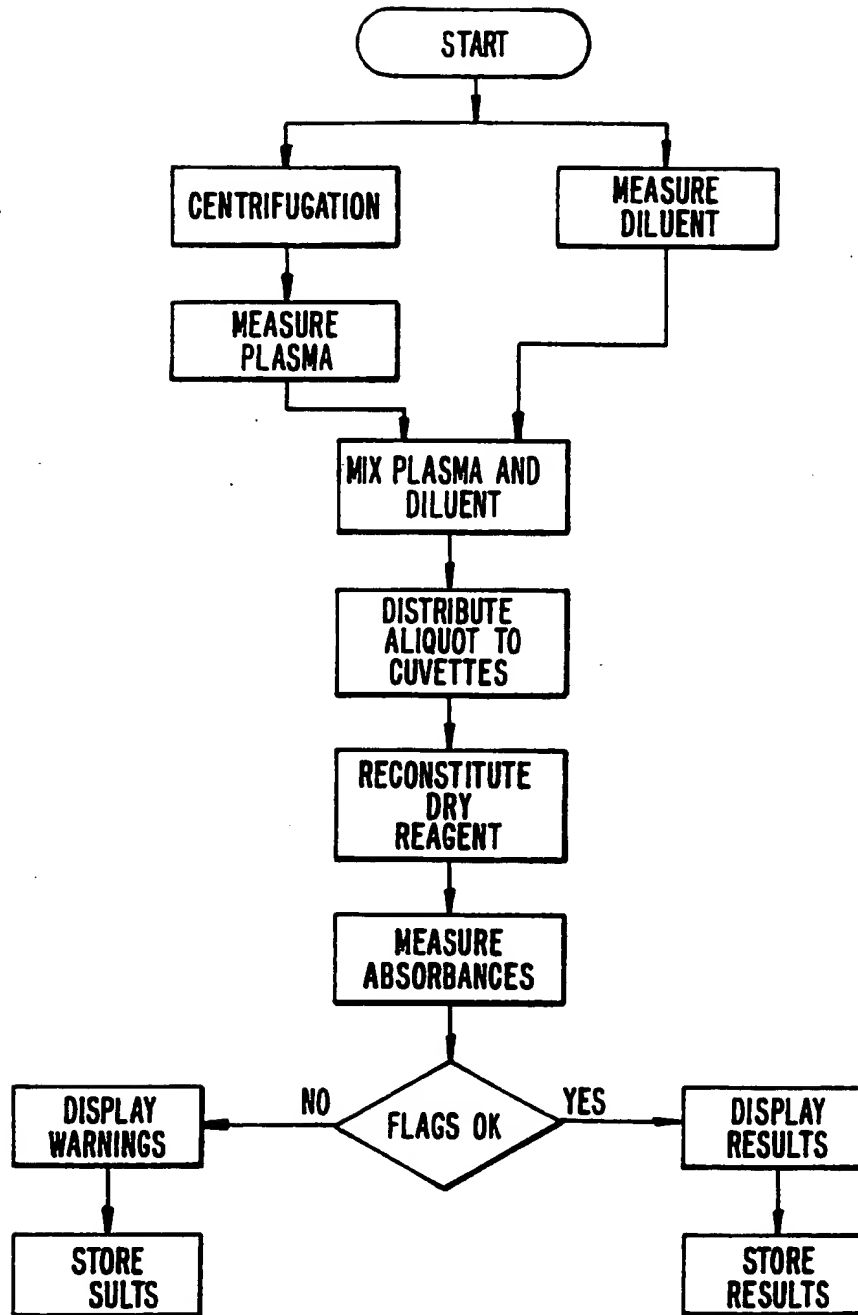 START
CENTRIFUGATION
MEASURE
DILUENT
MEASURE
PLASMA
MIX PLASMA AND
DILUENT
DISTRIBUTE
ALIQUOT TO
CUVETTES
RECONSTITUTE
DRY
REAGENT
MEASURE
ABSORBANCES
FLAGS OK
NO
YES
DISPLAY
WARNINGS
DISPLAY
RESULTS
STORE
SULTS
STORE
RESULTS